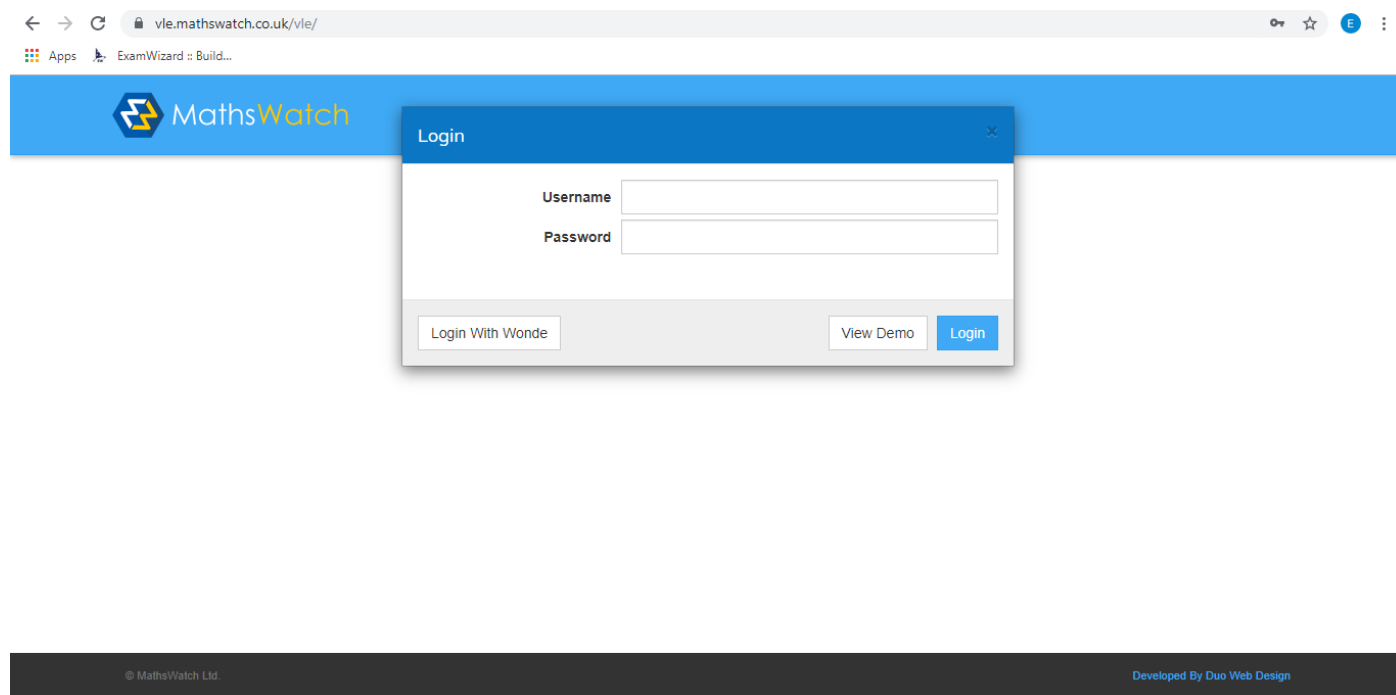 vle.mathswatch.co.uk/vle/
E
Apps ExamWizard :: Build...
MathsWatch
Login ×
Username
Password
Login With Wonde View Demo Login
© MathsWatch Ltd. Developed By Duo Web Design